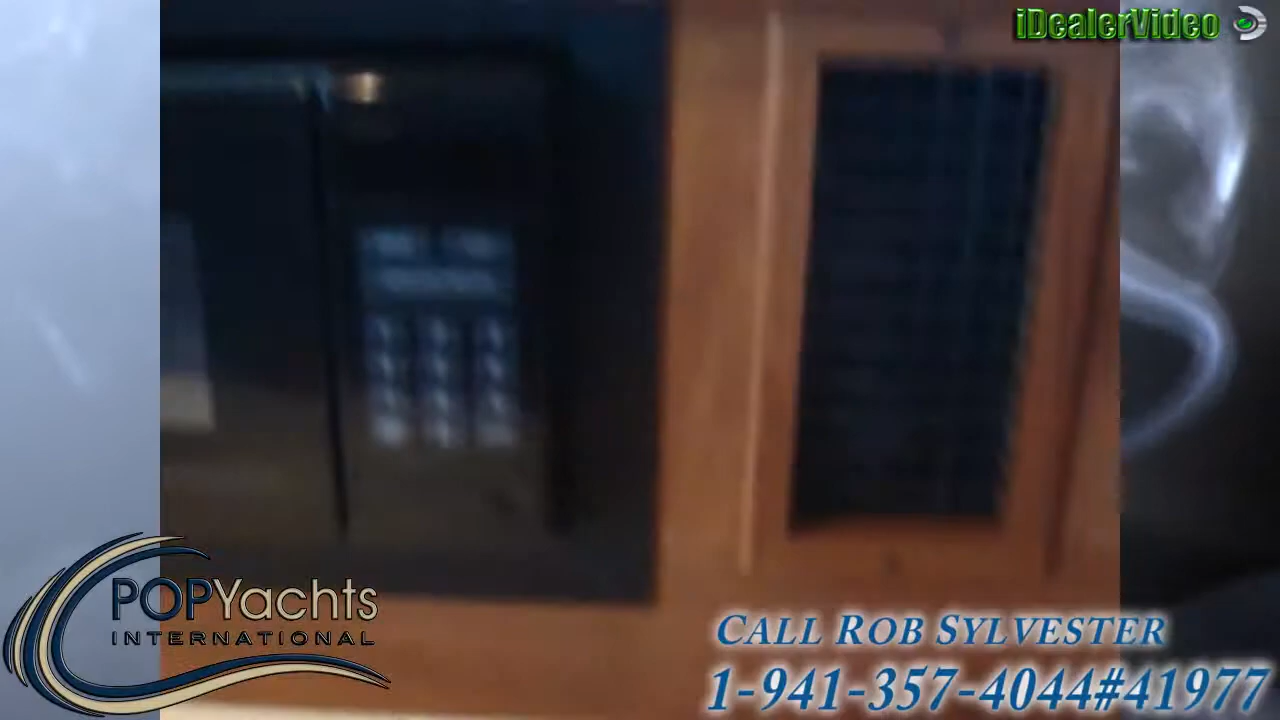 iDealerVideo
POPYachts
INTERNATIONAL
CALL ROB SYLVESTER
1-941-357-4044#41977